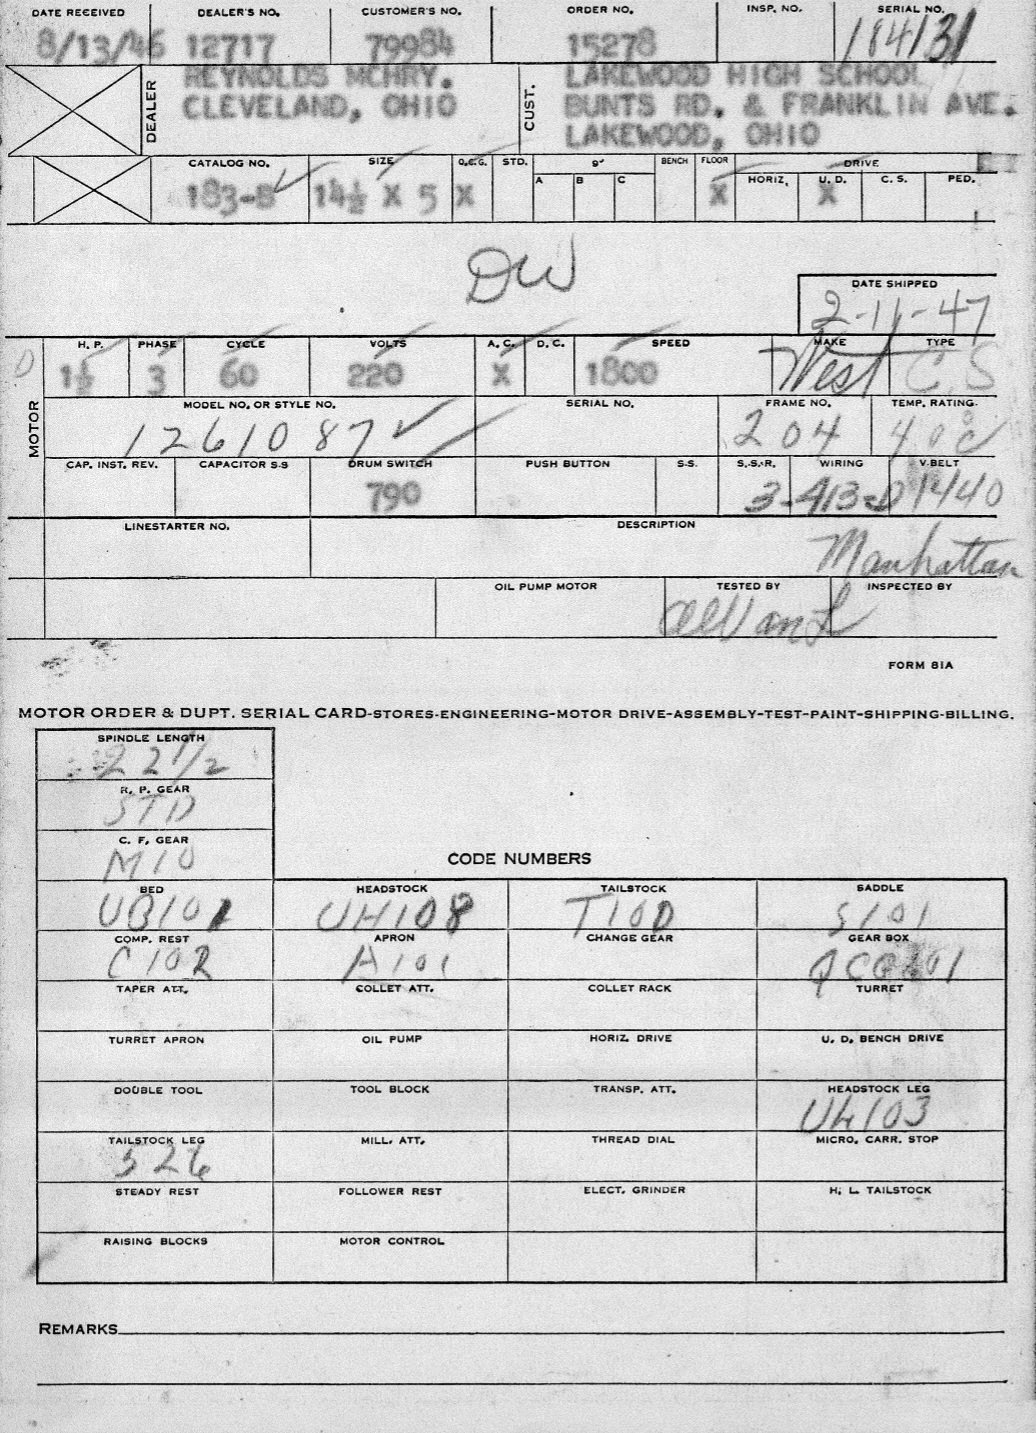 DATE RECEIVED DEALER'S NO. CUSTOMER'S NO. ORDER NO. INSP. NO. SERIAL NO.
8/13/46 12717 79984 15278 184131
DEALER REYNOLDS MCHRY. CUST. LAKEWOOD HIGH SCHOOL
CLEVELAND, OHIO BUNTS RD. & FRANKLIN AVE.
LAKEWOOD, OHIO
CATALOG NO. SIZE Q.C.G. STD. 9" BENCH FLOOR DRIVE
A B C HORIZ. U. D. C. S. PED.
183-B 14½ X 5 X X X
DW
DATE SHIPPED
2-11-47
MOTOR
H. P. PHASE CYCLE VOLTS A. C. D. C. SPEED MAKE TYPE
1½ 3 60 220 X 1800 West C.S
MODEL NO. OR STYLE NO. SERIAL NO. FRAME NO. TEMP. RATING.
1261087 204 40°C
CAP. INST. REV. CAPACITOR S-S DRUM SWITCH PUSH BUTTON S.S. S.-S.-R. WIRING V-BELT
790 3-413-D 1440
LINESTARTER NO. DESCRIPTION
Manhattan
OIL PUMP MOTOR TESTED BY INSPECTED BY
FORM 81A
MOTOR ORDER & DUPT. SERIAL CARD-STORES-ENGINEERING-MOTOR DRIVE-ASSEMBLY-TEST-PAINT-SHIPPING-BILLING.
SPINDLE LENGTH
22 1/2
R. P. GEAR
STD
C. F. GEAR
M10
CODE NUMBERS
BED HEADSTOCK TAILSTOCK SADDLE
UB101 UH108 T100 S101
COMP. REST APRON CHANGE GEAR GEAR BOX
C102 A101 QCG101
TAPER ATT. COLLET ATT. COLLET RACK TURRET
TURRET APRON OIL PUMP HORIZ. DRIVE U. D. BENCH DRIVE
DOUBLE TOOL TOOL BLOCK TRANSP. ATT. HEADSTOCK LEG
UL103
TAILSTOCK LEG MILL. ATT. THREAD DIAL MICRO. CARR. STOP
526
STEADY REST FOLLOWER REST ELECT. GRINDER H. L. TAILSTOCK
RAISING BLOCKS MOTOR CONTROL
REMARKS